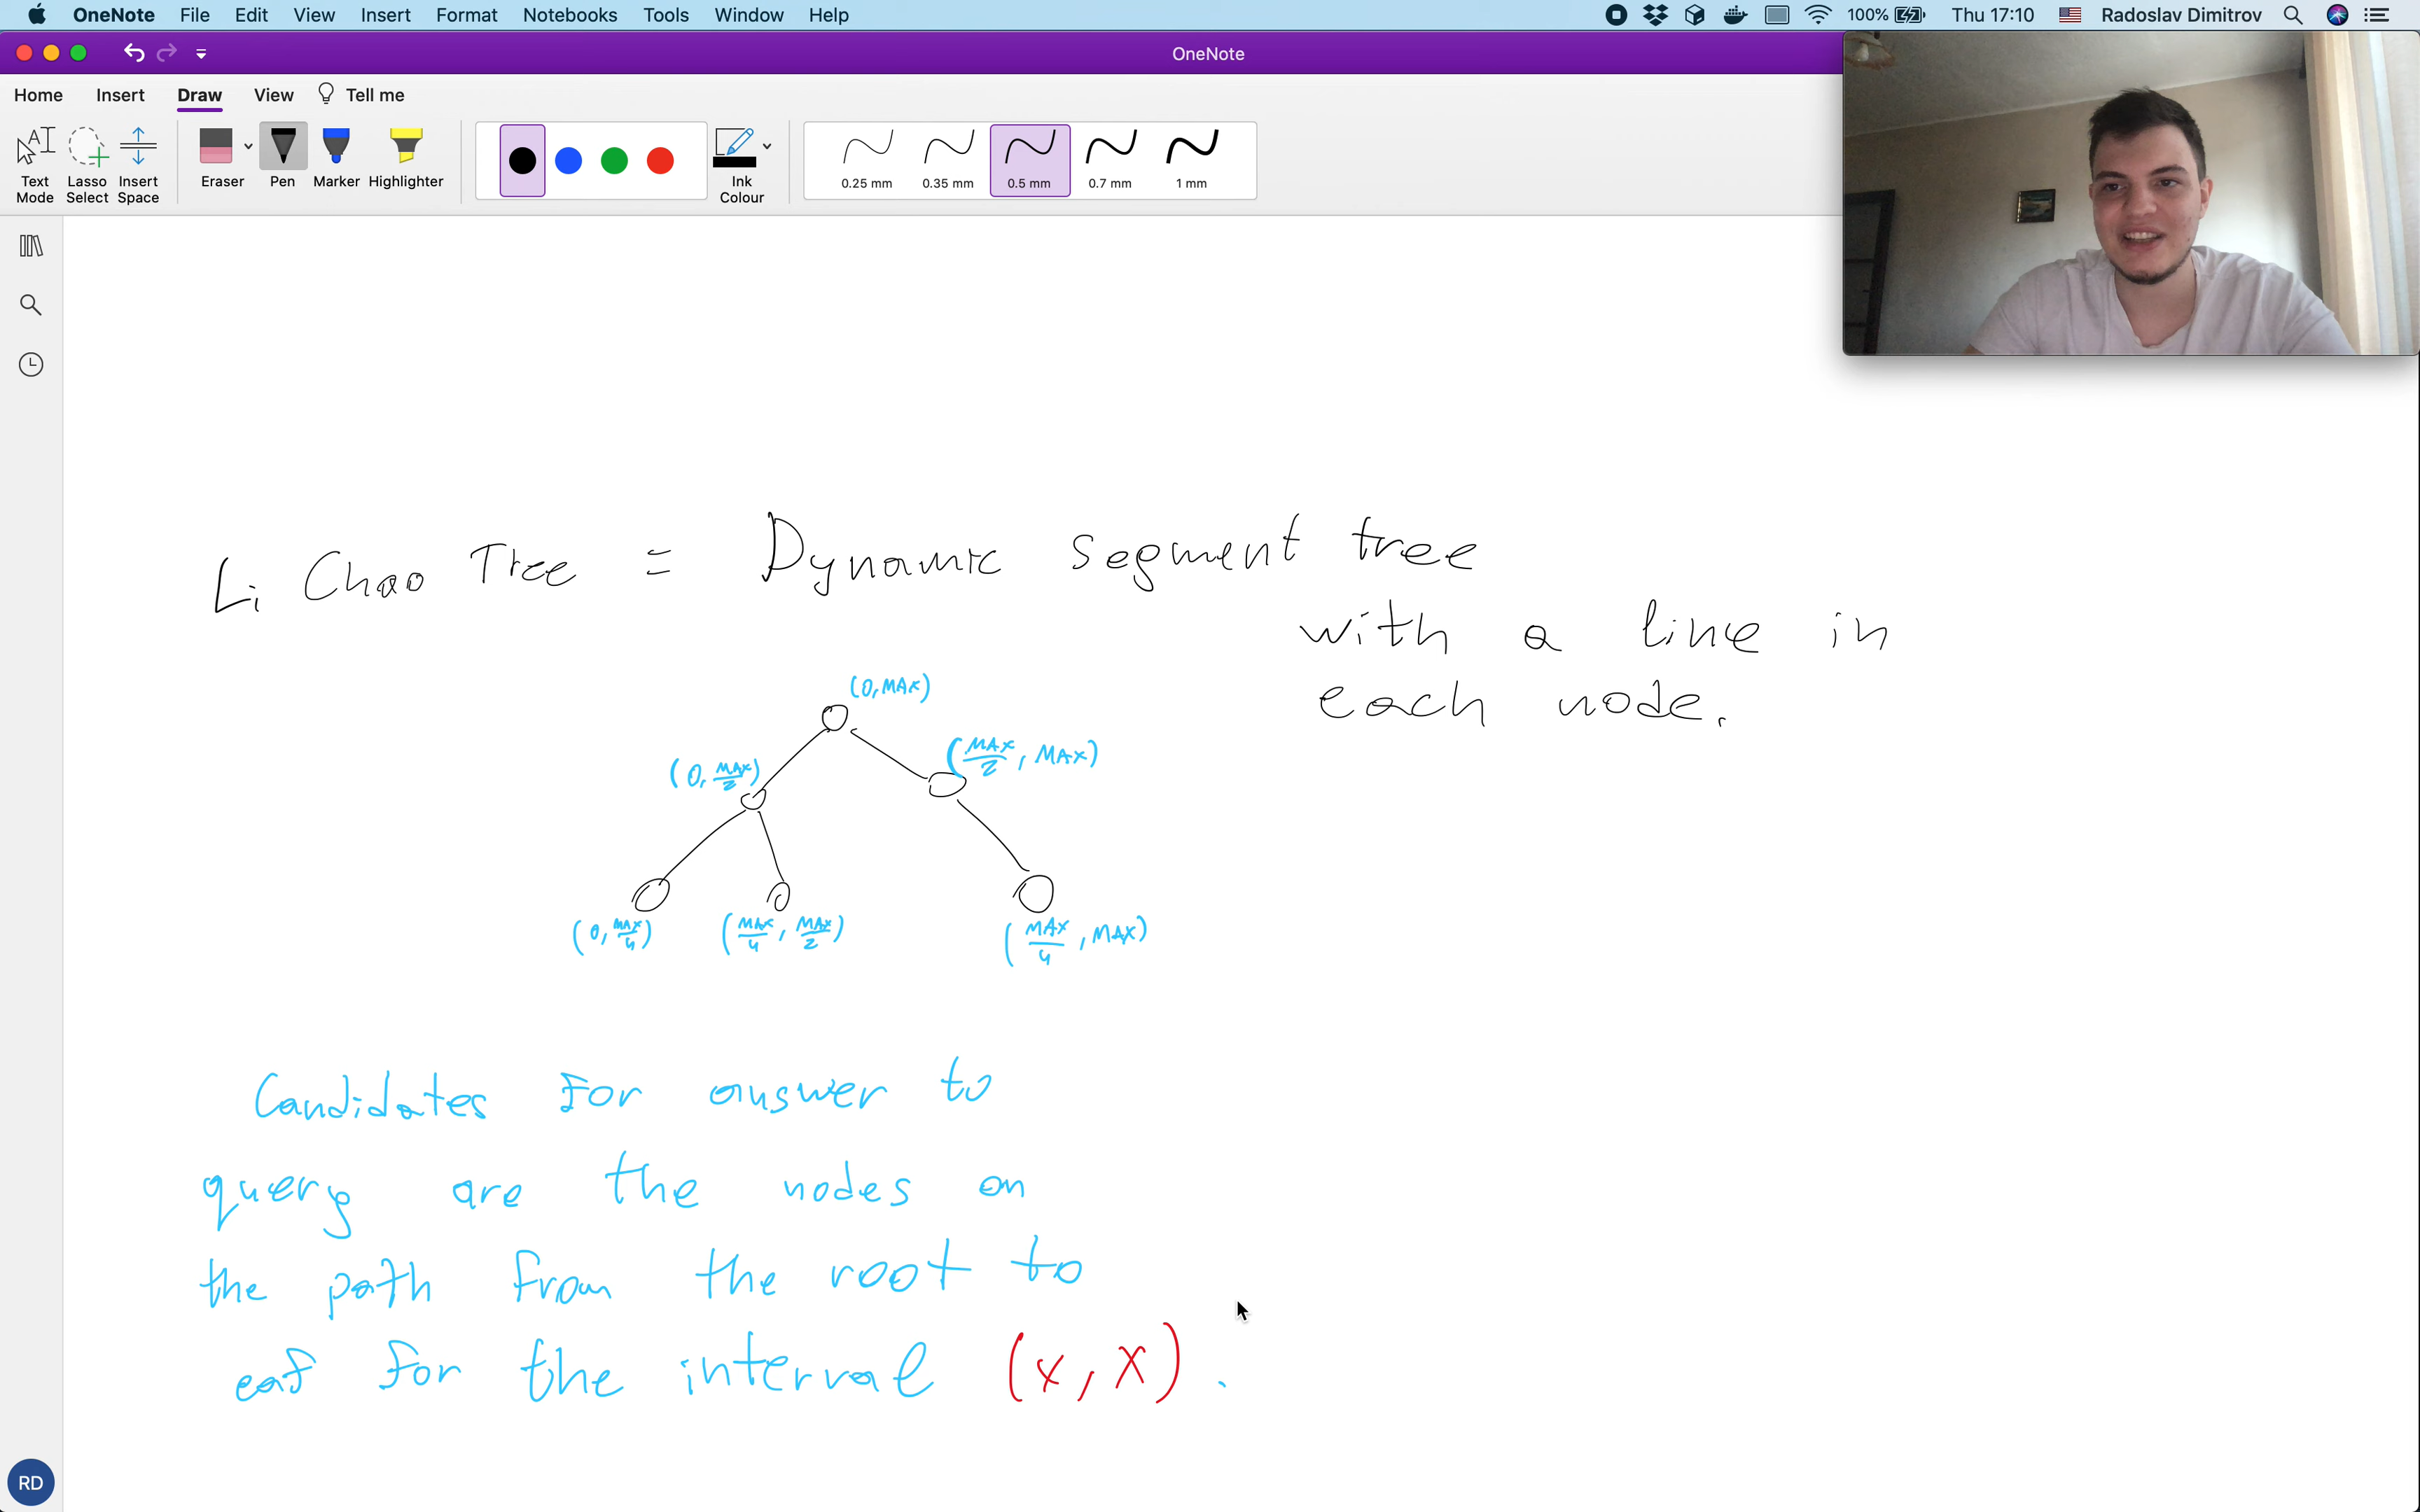 OneNote File Edit View Insert Format Notebooks Tools Window Help 100% Thu 17:10 Radoslav Dimitrov
OneNote
Home Insert Draw View Tell me
Text Mode Lasso Select Insert Space Eraser Pen Marker Highlighter Ink Colour 0.25 mm 0.35 mm 0.5 mm 0.7 mm 1 mm
Li Chao Tree = Dynamic segment tree
with a line in
each node.
(0, MAX)
(0, MAX/2) (MAX/2, MAX)
(0, MAX/4) (MAX/4, MAX/2) (MAX/4, MAX)
Candidates for answer to
query are the nodes on
the path from the root to
eaf for the interval (x, x).
RD